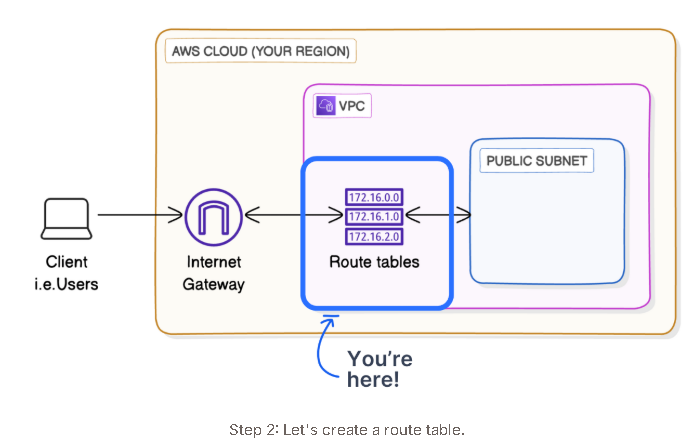 AWS CLOUD (YOUR REGION)
VPC
PUBLIC SUBNET
172.16.0.0
172.16.1.0
172.16.2.0
Client
i.e.Users
Internet
Gateway
Route tables
You're
here!
Step 2: Let's create a route table.